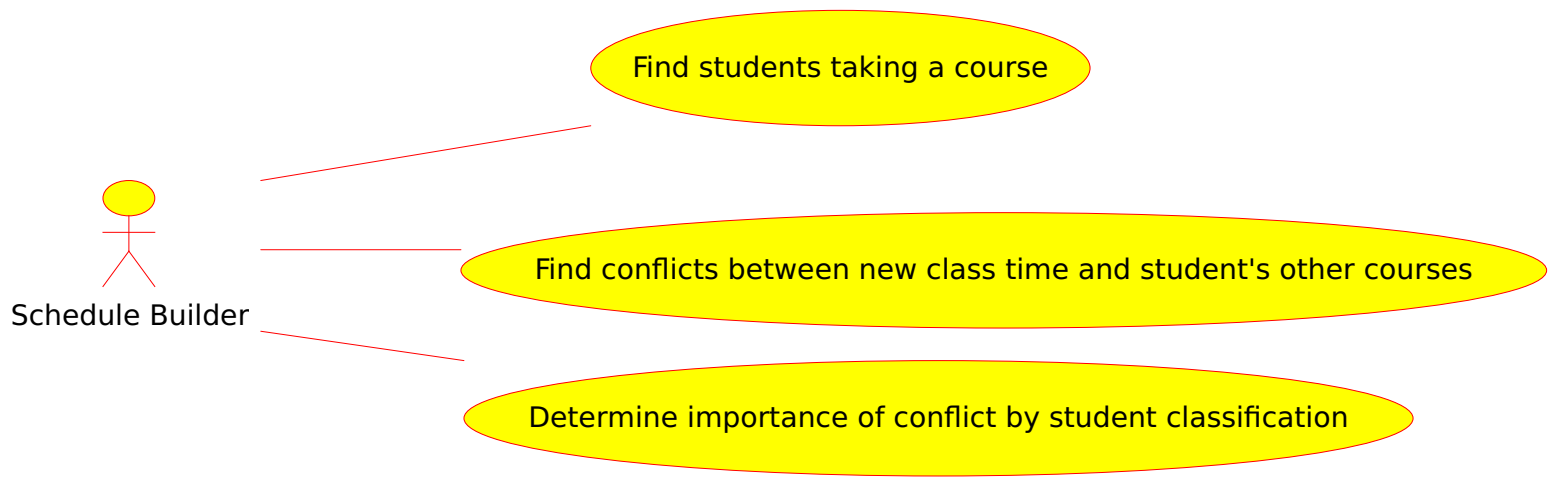 Find students taking a course
Find conflicts between new class time and student's other courses
Schedule Builder
Determine importance of conflict by student classification